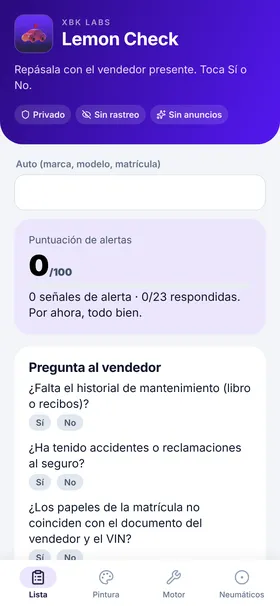 XBK LABS
Lemon Check
Repásala con el vendedor presente. Toca Sí o
No.
Privado
Sin rastreo
Sin anuncios
Auto (marca, modelo, matrícula)
Puntuación de alertas
0/100
0 señales de alerta · 0/23 respondidas.
Por ahora, todo bien.
Pregunta al vendedor
¿Falta el historial de mantenimiento (libro
o recibos)?
Sí No
¿Ha tenido accidentes o reclamaciones
al seguro?
Sí No
¿Los papeles de la matrícula no
coinciden con el documento del
vendedor y el VIN?
Sí No
Lista Pintura Motor Neumáticos